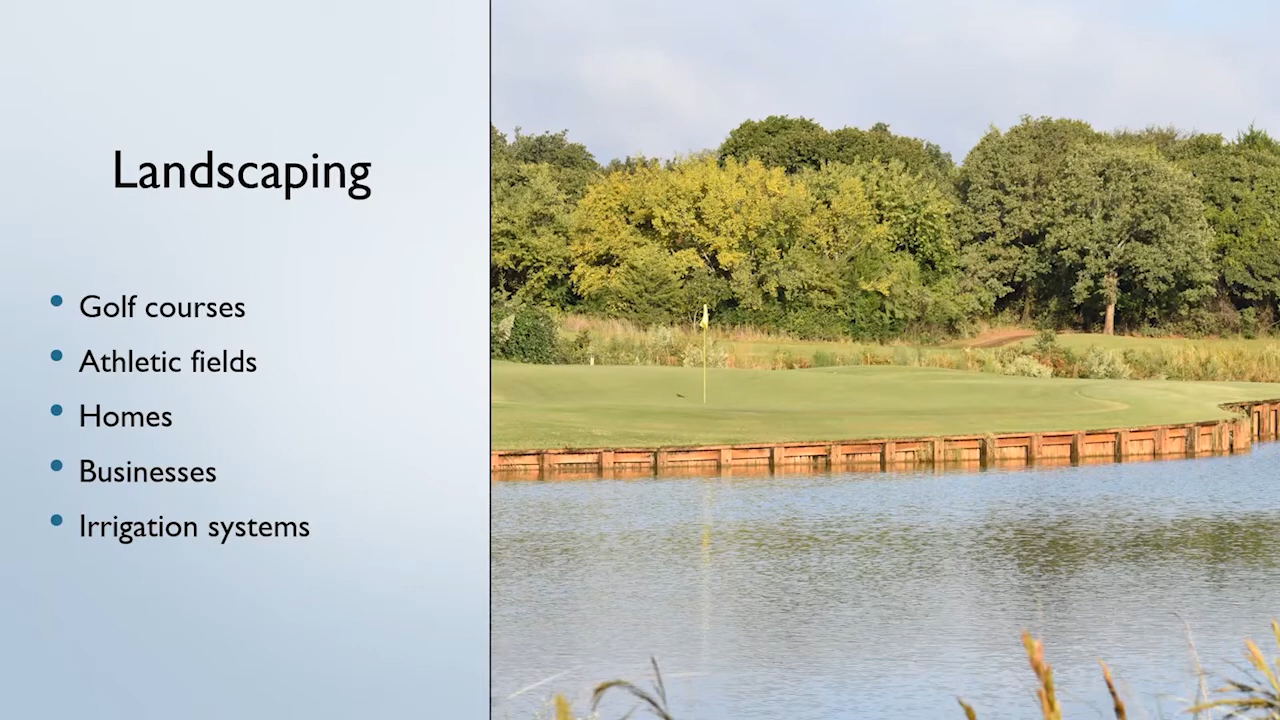 Landscaping
• Golf courses
• Athletic fields
• Homes
• Businesses
• Irrigation systems